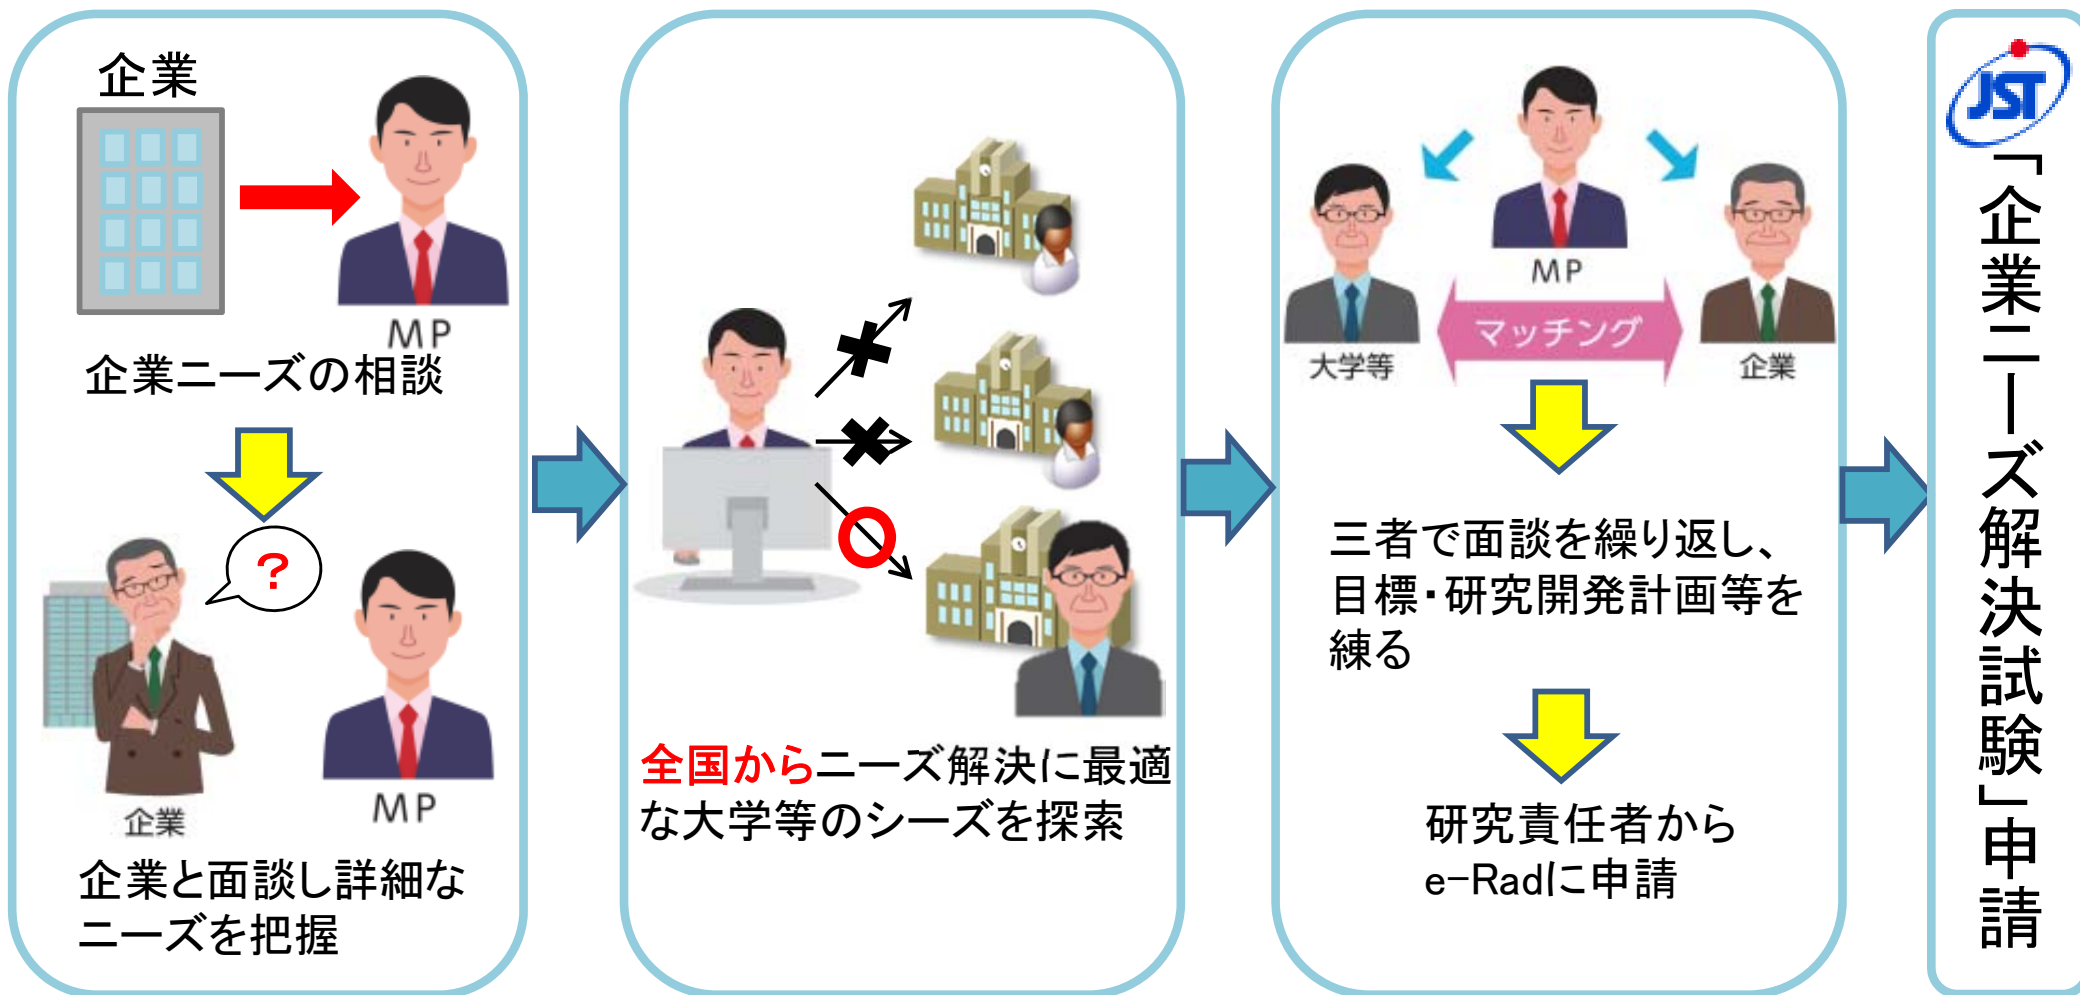 企業
MP
企業ニーズの相談
?
企業
MP
企業と面談し詳細な
ニーズを把握
全国からニーズ解決に最適
な大学等のシーズを探索
MP
マッチング
大学等
企業
三者で面談を繰り返し、
目標・研究開発計画等を
練る
研究責任者から
e-Radに申請
JST
「企業ニーズ解決試験」申請